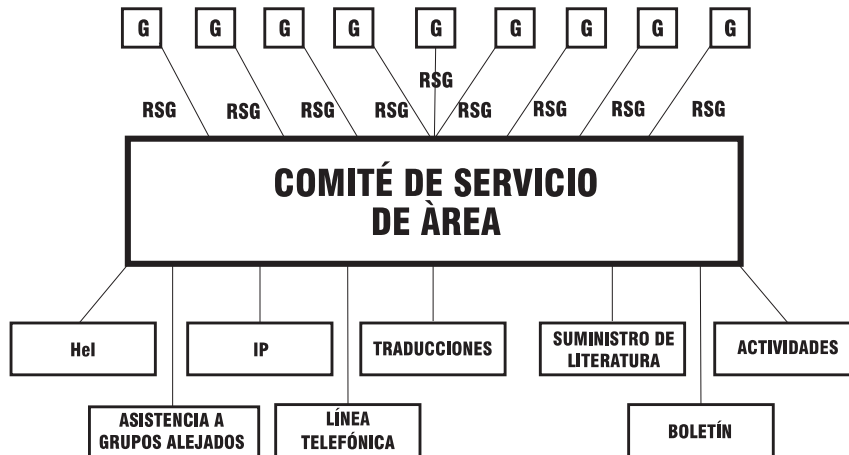 G G G G G G G G G
RSG
RSG RSG RSG RSG RSG RSG RSG RSG
COMITÉ DE SERVICIO
DE ÀREA
HeI IP TRADUCCIONES SUMINISTRO DE
LITERATURA ACTIVIDADES
ASISTENCIA A
GRUPOS ALEJADOS
LÍNEA
TELEFÓNICA
BOLETÍN